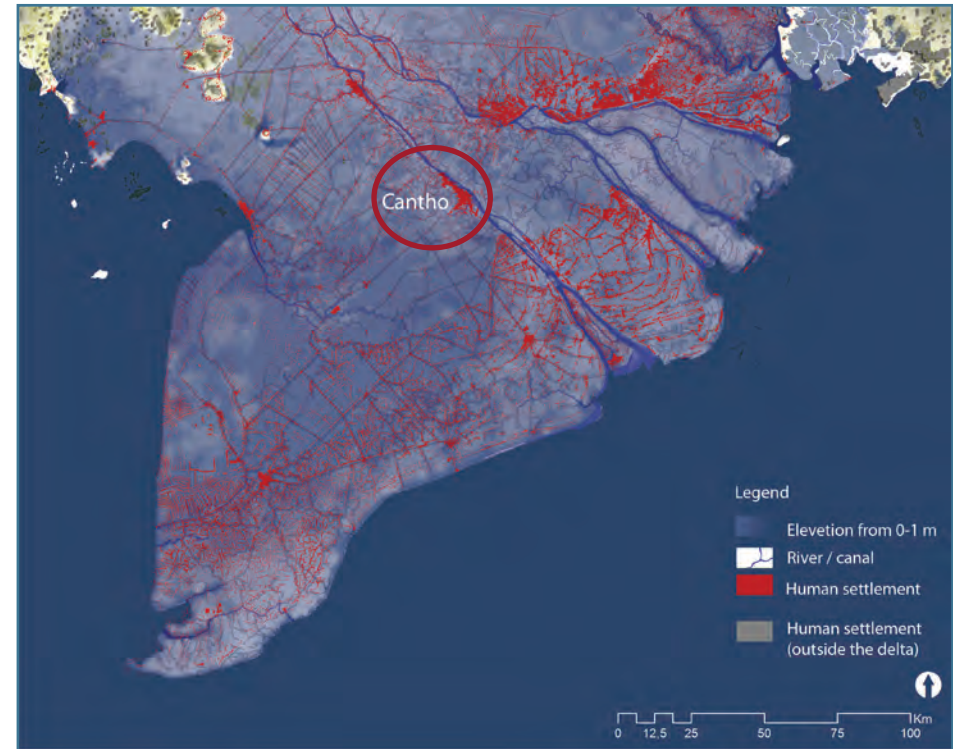 Cantho
Legend
Elevetion from 0-1 m
River / canal
Human settlement
Human settlement
(outside the delta)
Km
0 12,5 25 50 75 100